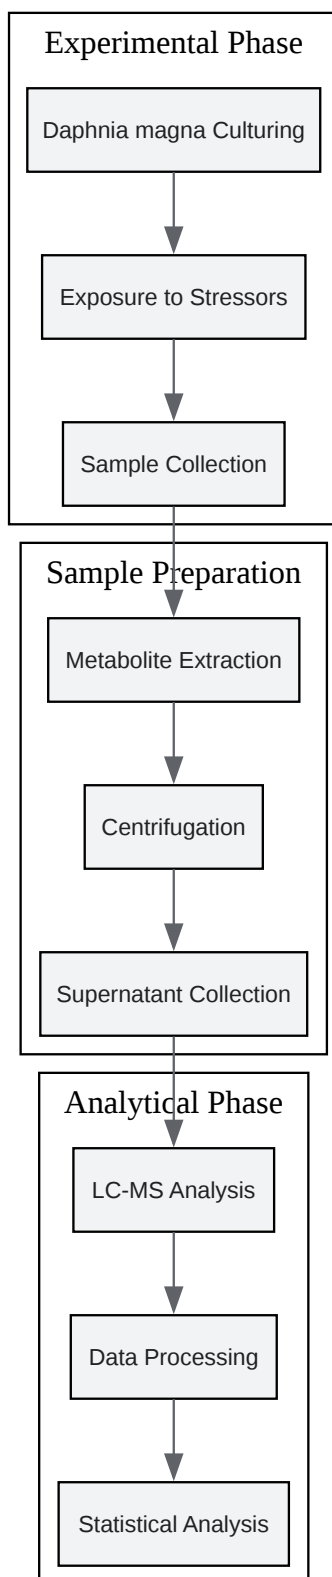 Experimental Phase
Daphnia magna Culturing
Exposure to Stressors
Sample Collection
Sample Preparation
Metabolite Extraction
Centrifugation
Supernatant Collection
Analytical Phase
LC-MS Analysis
Data Processing
Statistical Analysis